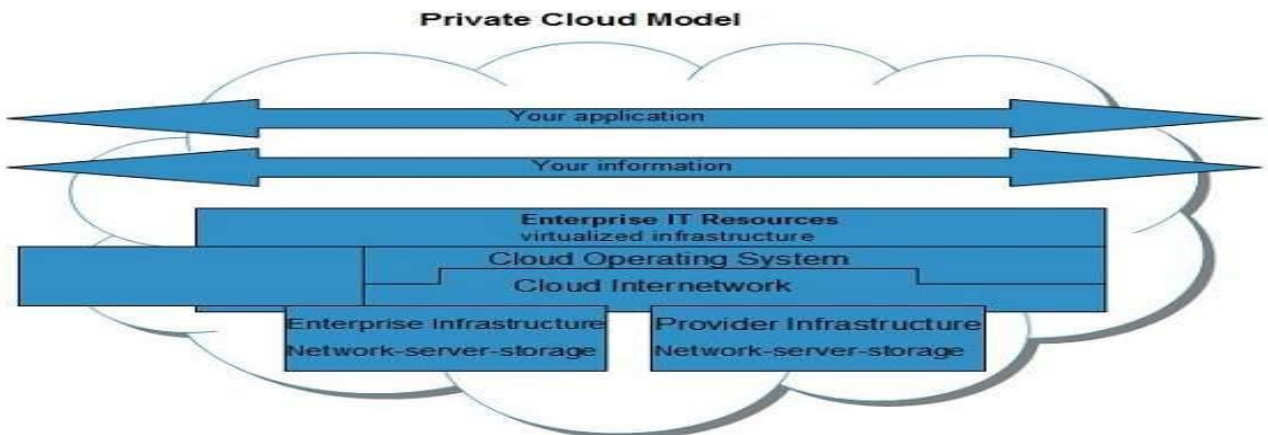 Private Cloud Model
Your application
Your information
Enterprise IT Resources
virtualized infrastructure
Cloud Operating System
Cloud Internetwork
Enterprise Infrastructure
Network-server-storage
Provider Infrastructure
Network-server-storage